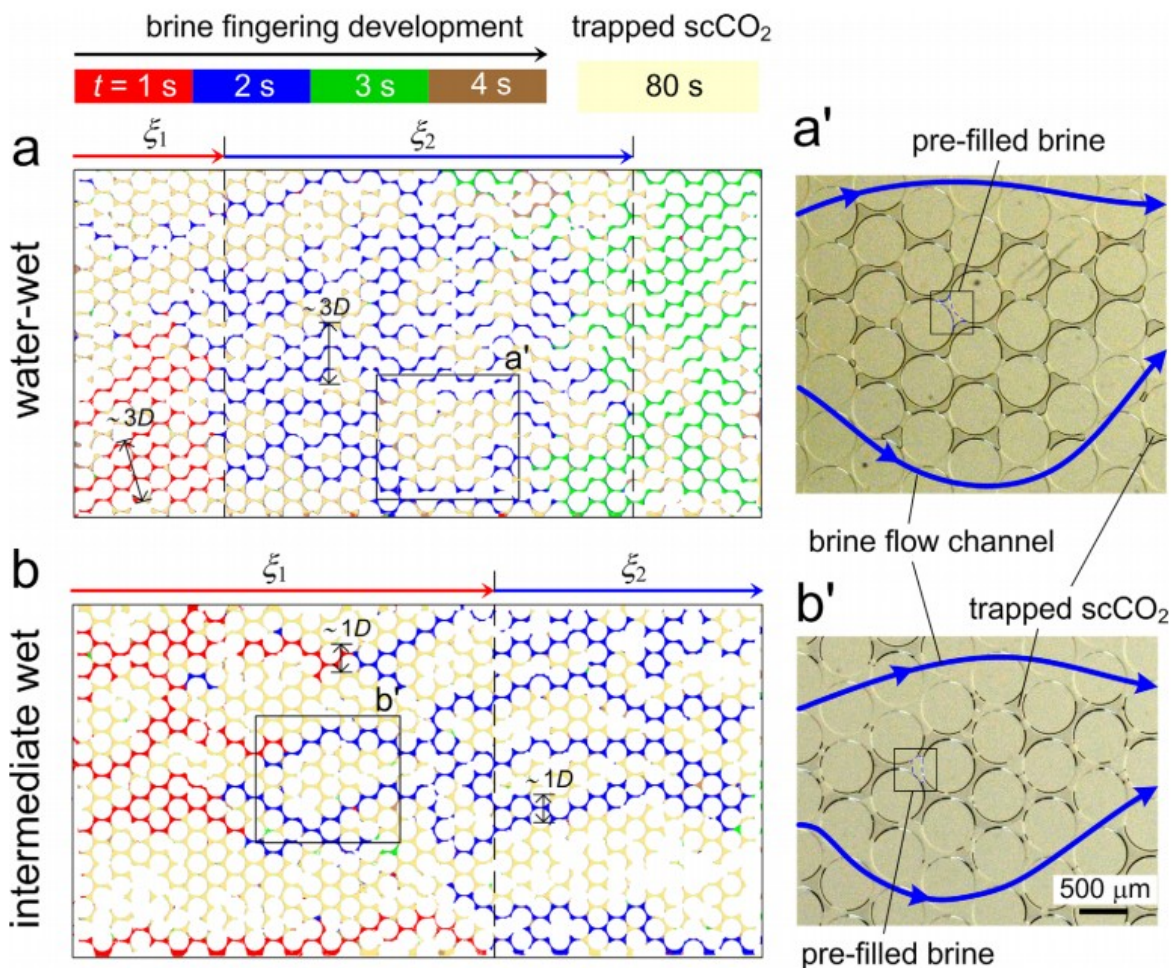 brine fingering development
trapped scCO₂
t = 1 s 2 s 3 s 4 s
80 s
ξ₁ ξ₂
a
water-wet
~3D
~3D
a'
a'
pre-filled brine
brine flow channel
trapped scCO₂
ξ₁ ξ₂
b
intermediate wet
~1D
b'
~1D
b'
500 μm
pre-filled brine